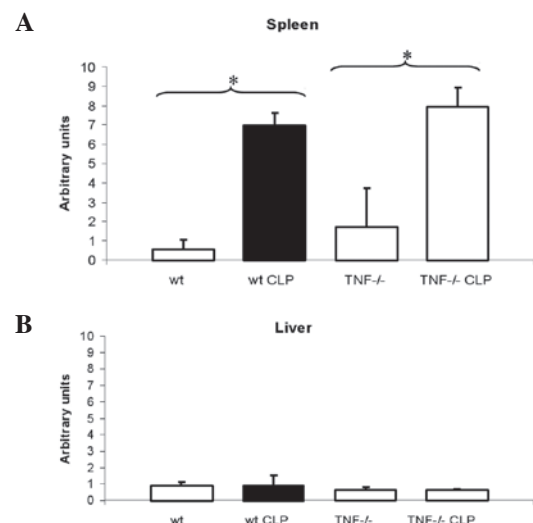 A
Spleen
*
*
Arbitrary units
10
9
8
7
6
5
4
3
2
1
0
wt
wt CLP
TNF-/-
TNF-/- CLP
B
Liver
Arbitrary units
10
9
8
7
6
5
4
3
2
1
0
wt
wt CLP
TNF-/-
TNF-/- CLP